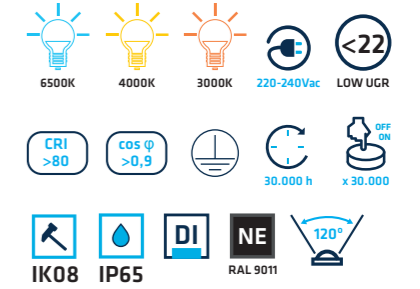 <22
6500K 4000K 3000K 220-240Vac LOW UGR
CRI
>80
cos φ
>0,9
OFF
ON
30.000 h x 30.000
DI NE 120°
IK08 IP65 RAL 9011